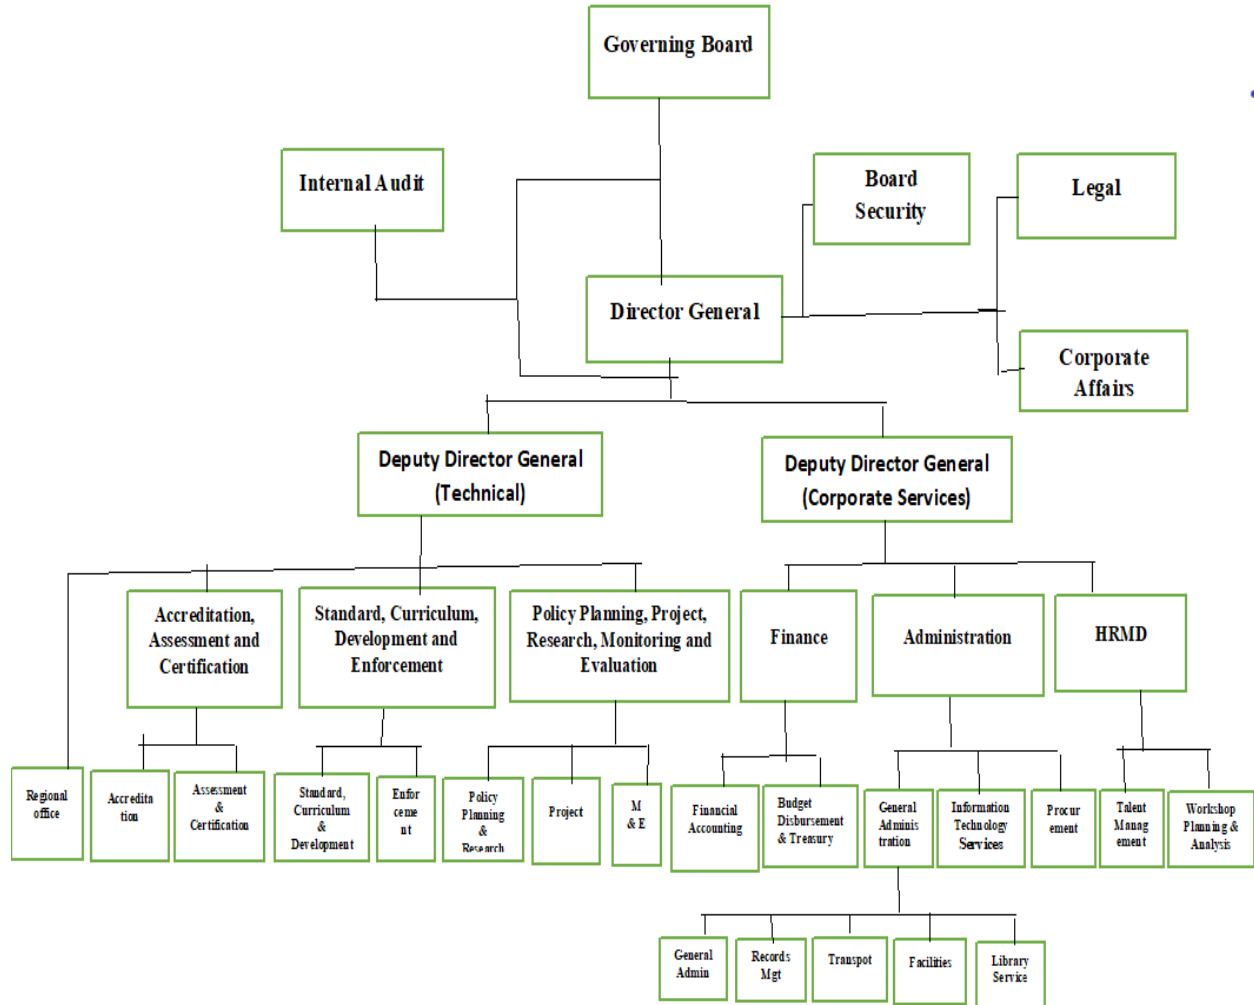 Governing Board
Internal Audit
Board
Security
Legal
Director General
Corporate
Affairs
Deputy Director General
(Technical)
Deputy Director General
(Corporate Services)
Accreditation,
Assessment and
Certification
Standard, Curriculum,
Development and
Enforcement
Policy Planning, Project,
Research, Monitoring and
Evaluation
Finance
Administration
HRMD
Regional
office
Accredita
tion
Assessment
&
Certification
Standard,
Curriculum
&
Development
Enfor
ceme
nt
Policy
Planning
&
Research
Project
M
& E
Financial
Accounting
Budget
Disbursement
& Treasury
General
Adminis
tration
Information
Technology
Services
Procur
ement
Talent
Manag
ement
Workshop
Planning &
Analysis
General
Admin
Records
Mgt
Transpot
Facilities
Library
Service